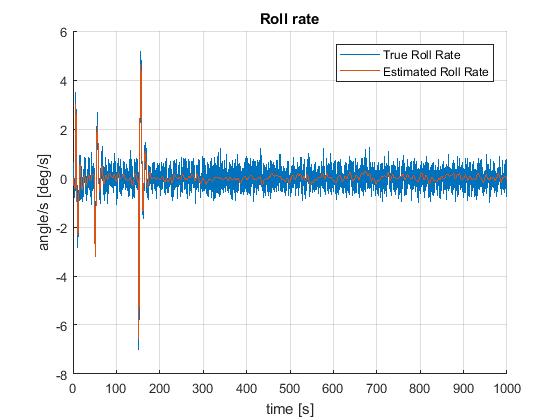 Roll rate
True Roll Rate
Estimated Roll Rate
angle/s [deg/s]
6
4
2
0
-2
-4
-6
-8
0 100 200 300 400 500 600 700 800 900 1000
time [s]